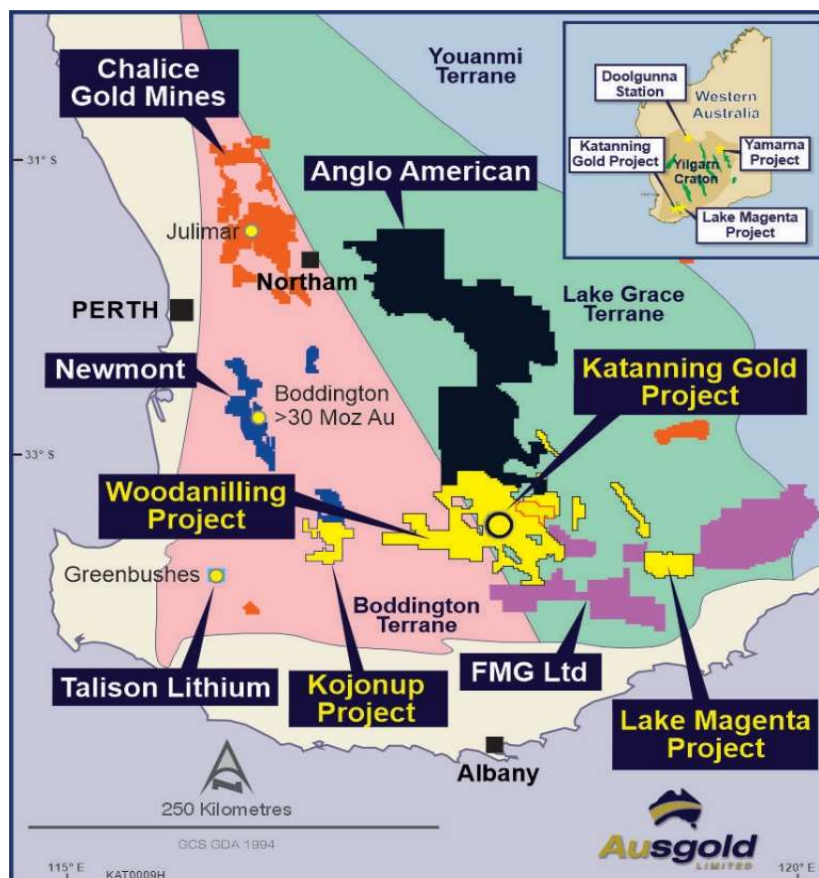 Chalice
Gold Mines
Youanmi
Terrane
Doolgunna
Station
Western
Australia
Katanning
Gold Project
Yilgarn
Craton
Yamarna
Project
Lake Magenta
Project
31° S
Anglo American
Julimar
Northam
PERTH
Lake Grace
Terrane
Newmont
Boddington
>30 Moz Au
Katanning Gold
Project
33° S
Woodanilling
Project
Greenbushes
Boddington
Terrane
Talison Lithium
Kojonup
Project
FMG Ltd
Lake Magenta
Project
Albany
250 Kilometres
GCS GDA 1994
Ausgold
LIMITED
115° E
KAT0009H
120° E